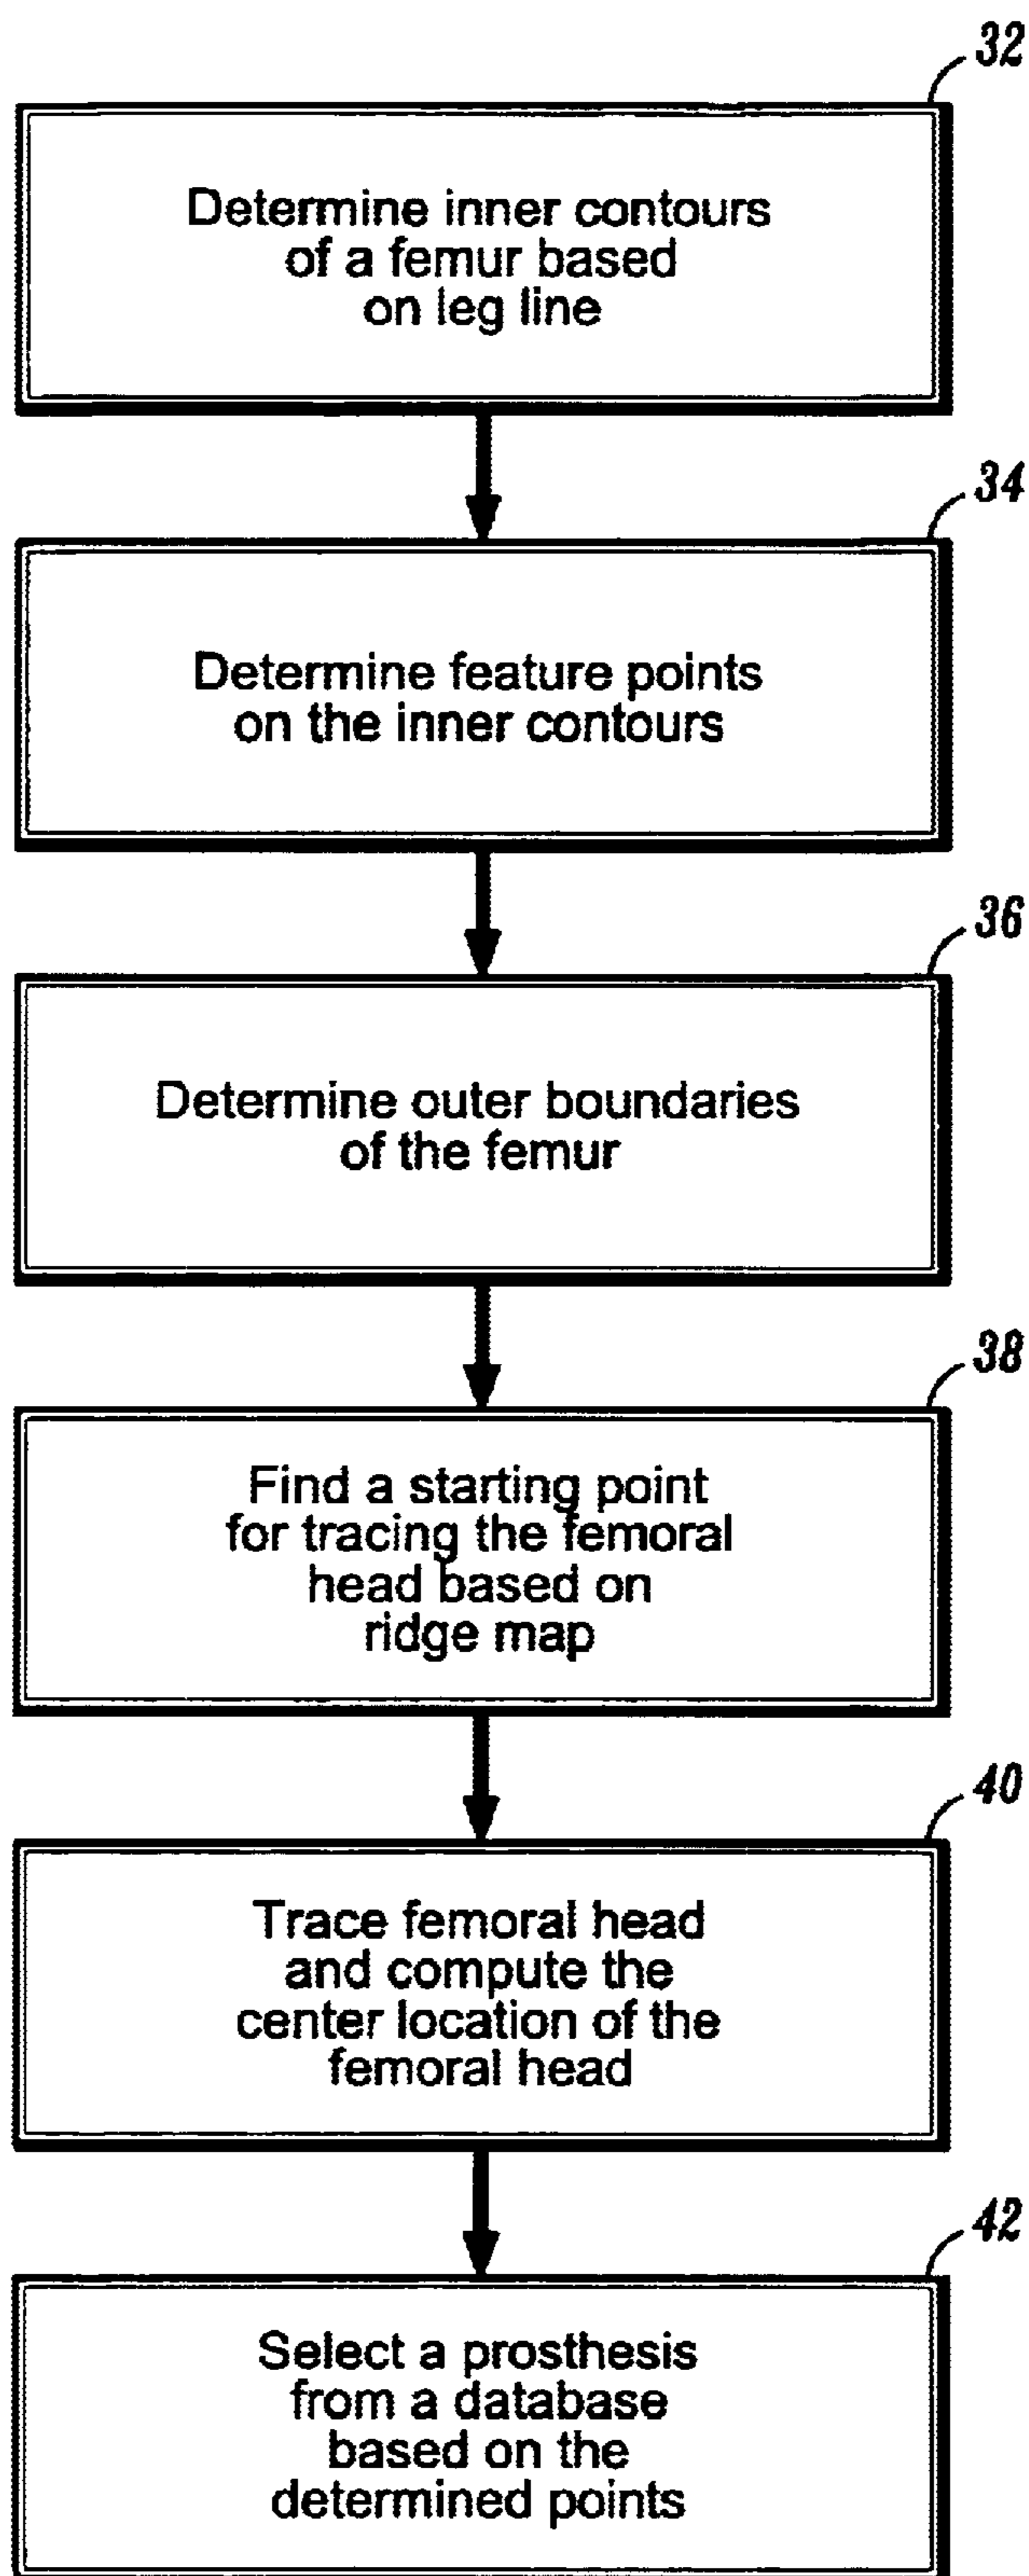 32
Determine inner contours
of a femur based
on leg line
34
Determine feature points
on the inner contours
36
Determine outer boundaries
of the femur
38
Find a starting point
for tracing the femoral
head based on
ridge map
40
Trace femoral head
and compute the
center location of the
femoral head
42
Select a prosthesis
from a database
based on the
determined points